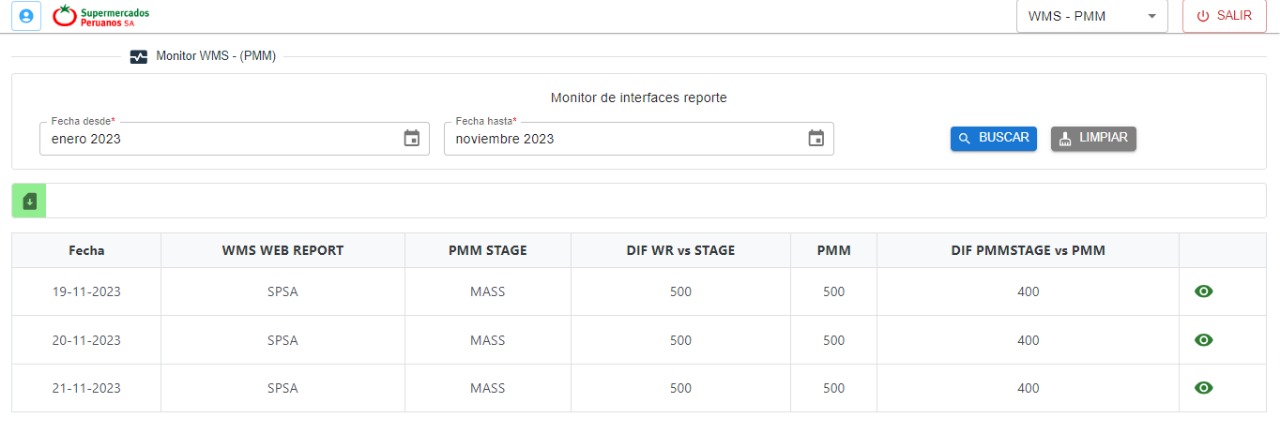 Supermercados
Peruanos SA
WMS - PMM
SALIR
Monitor WMS - (PMM)
Monitor de interfaces reporte
Fecha desde*
enero 2023
Fecha hasta*
noviembre 2023
BUSCAR
LIMPIAR
Fecha WMS WEB REPORT PMM STAGE DIF WR vs STAGE PMM DIF PMMSTAGE vs PMM
19-11-2023 SPSA MASS 500 500 400
20-11-2023 SPSA MASS 500 500 400
21-11-2023 SPSA MASS 500 500 400